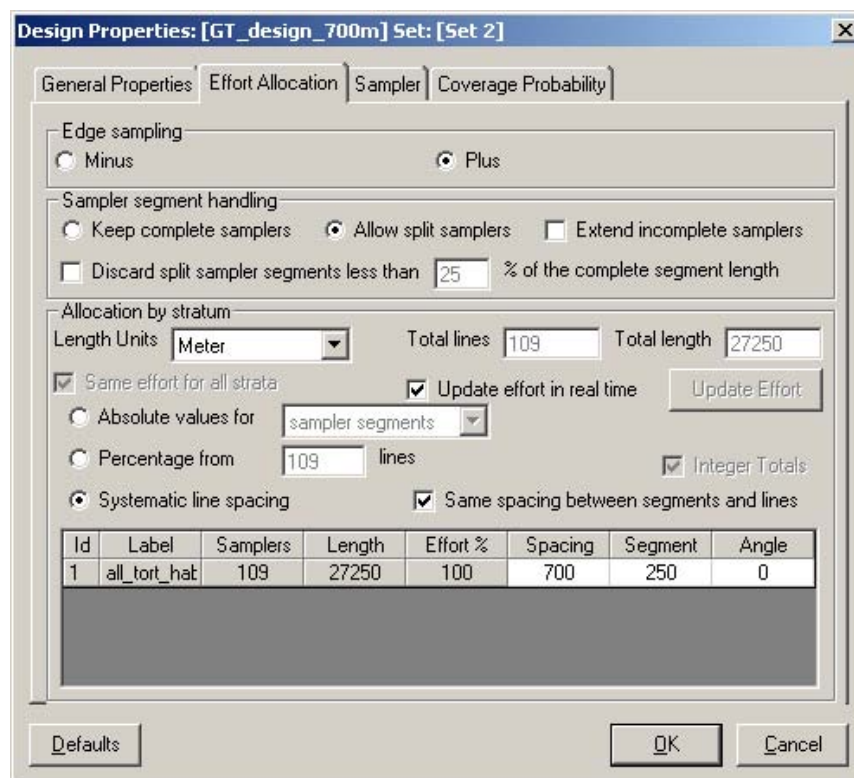 Design Properties: [GT_design_700m] Set: [Set 2]
General Properties Effort Allocation Sampler Coverage Probability
Edge sampling
Minus Plus
Sampler segment handling
Keep complete samplers Allow split samplers Extend incomplete samplers
Discard split sampler segments less than 25 % of the complete segment length
Allocation by stratum
Length Units Meter Total lines 109 Total length 27250
Same effort for all strata Update effort in real time Update Effort
Absolute values for sampler segments
Percentage from 109 lines Integer Totals
Systematic line spacing Same spacing between segments and lines
Id Label Samplers Length Effort % Spacing Segment Angle
1 all_tort_hab 109 27250 100 700 250 0
Defaults OK Cancel